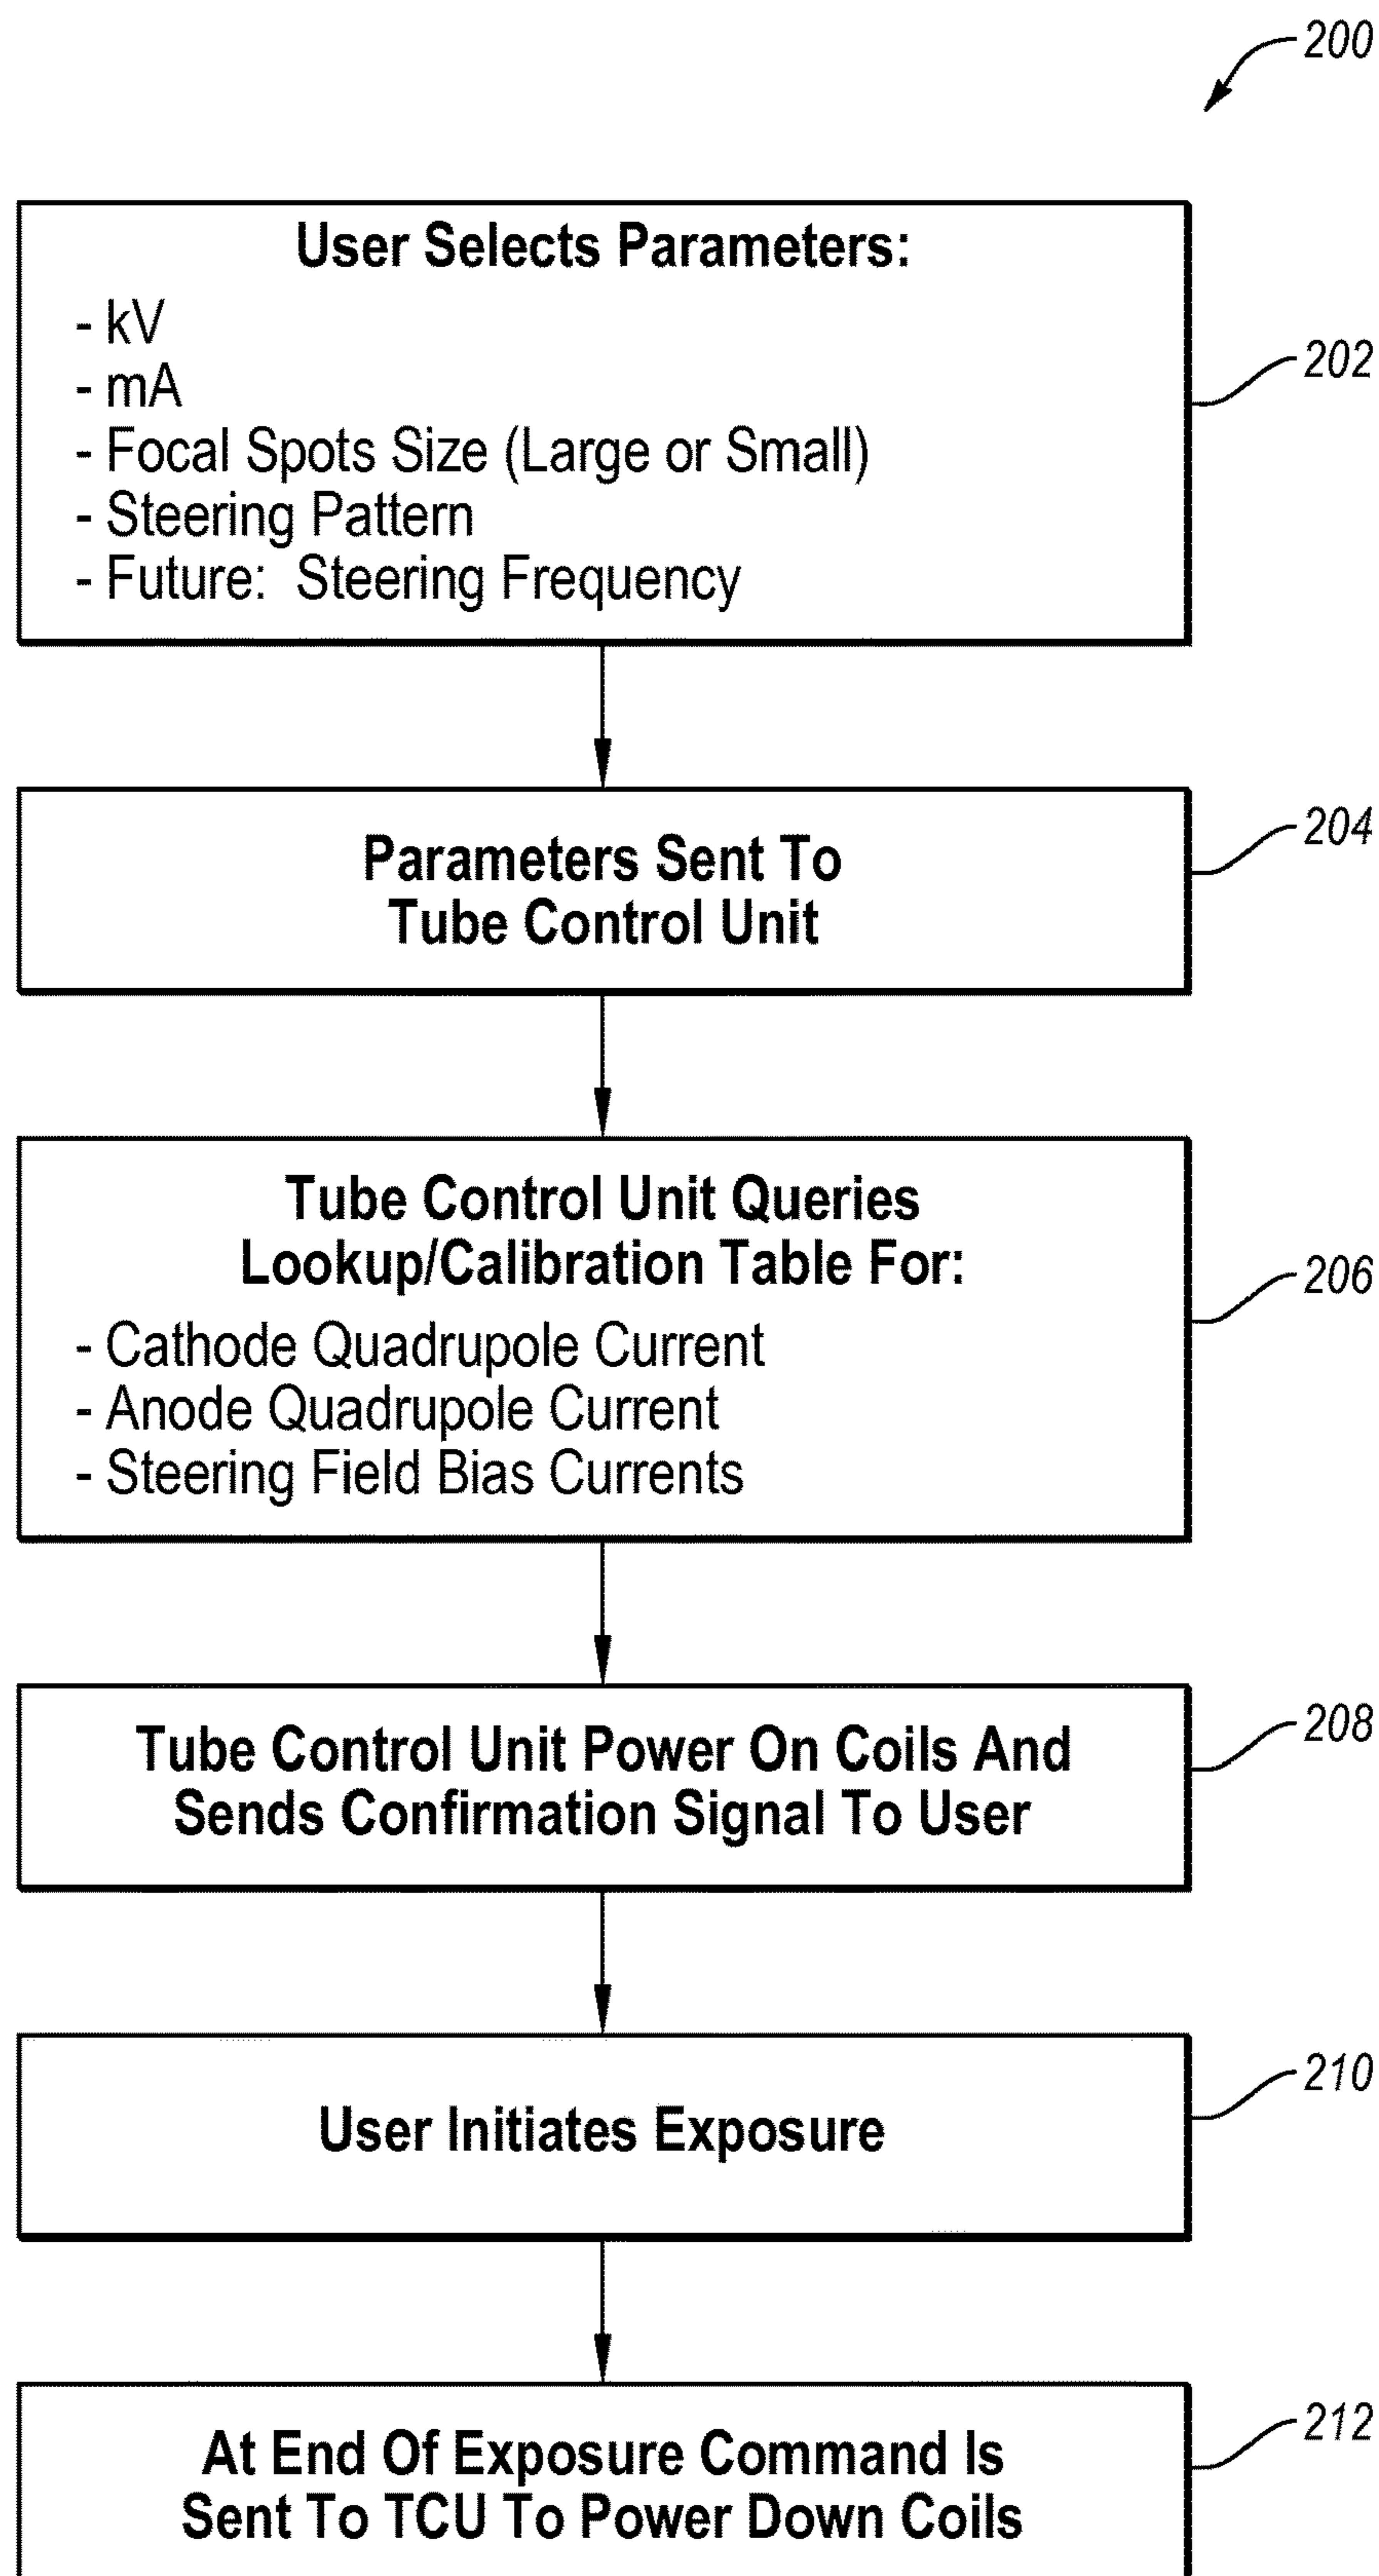 200
User Selects Parameters:
- kV
- mA
- Focal Spots Size (Large or Small)
- Steering Pattern
- Future: Steering Frequency
202
Parameters Sent To
Tube Control Unit
204
Tube Control Unit Queries
Lookup/Calibration Table For:
- Cathode Quadrupole Current
- Anode Quadrupole Current
- Steering Field Bias Currents
206
Tube Control Unit Power On Coils And
Sends Confirmation Signal To User
208
User Initiates Exposure
210
At End Of Exposure Command Is
Sent To TCU To Power Down Coils
212